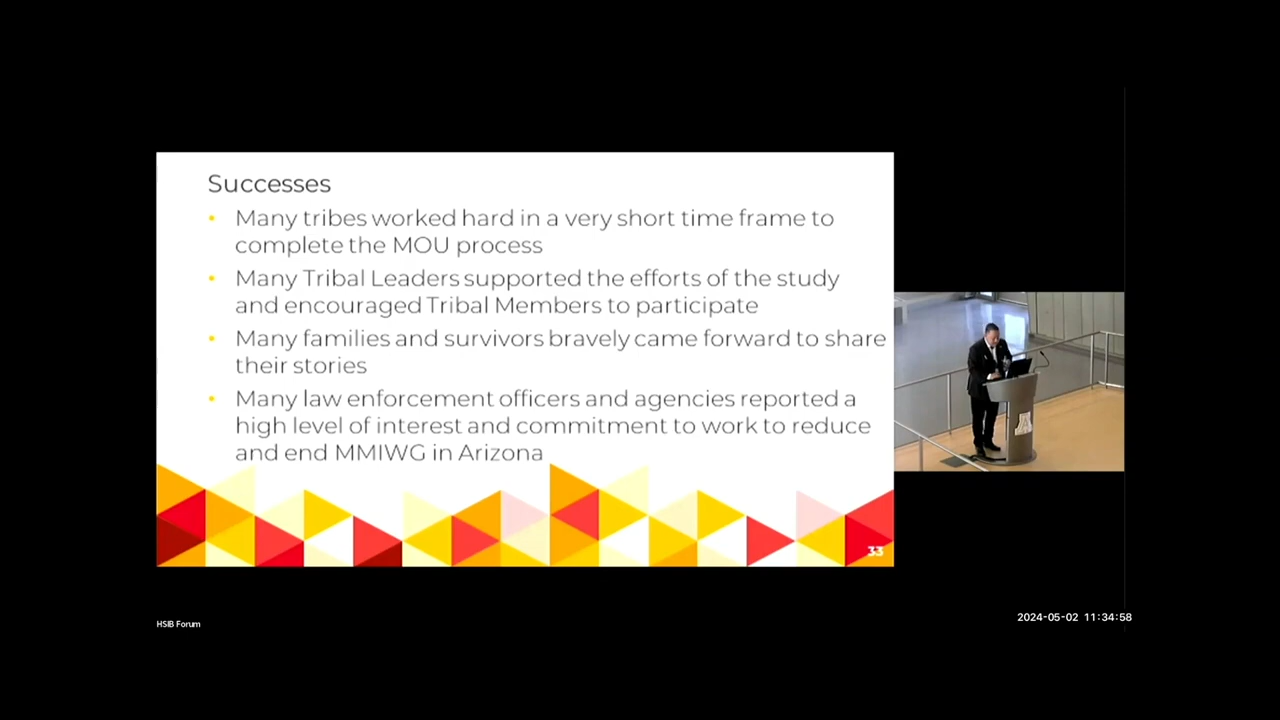 Successes
• Many tribes worked hard in a very short time frame to
complete the MOU process
• Many Tribal Leaders supported the efforts of the study
and encouraged Tribal Members to participate
• Many families and survivors bravely came forward to share
their stories
• Many law enforcement officers and agencies reported a
high level of interest and commitment to work to reduce
and end MMIWG in Arizona
33
A
HSIB Forum
2024-05-02 11:34:58